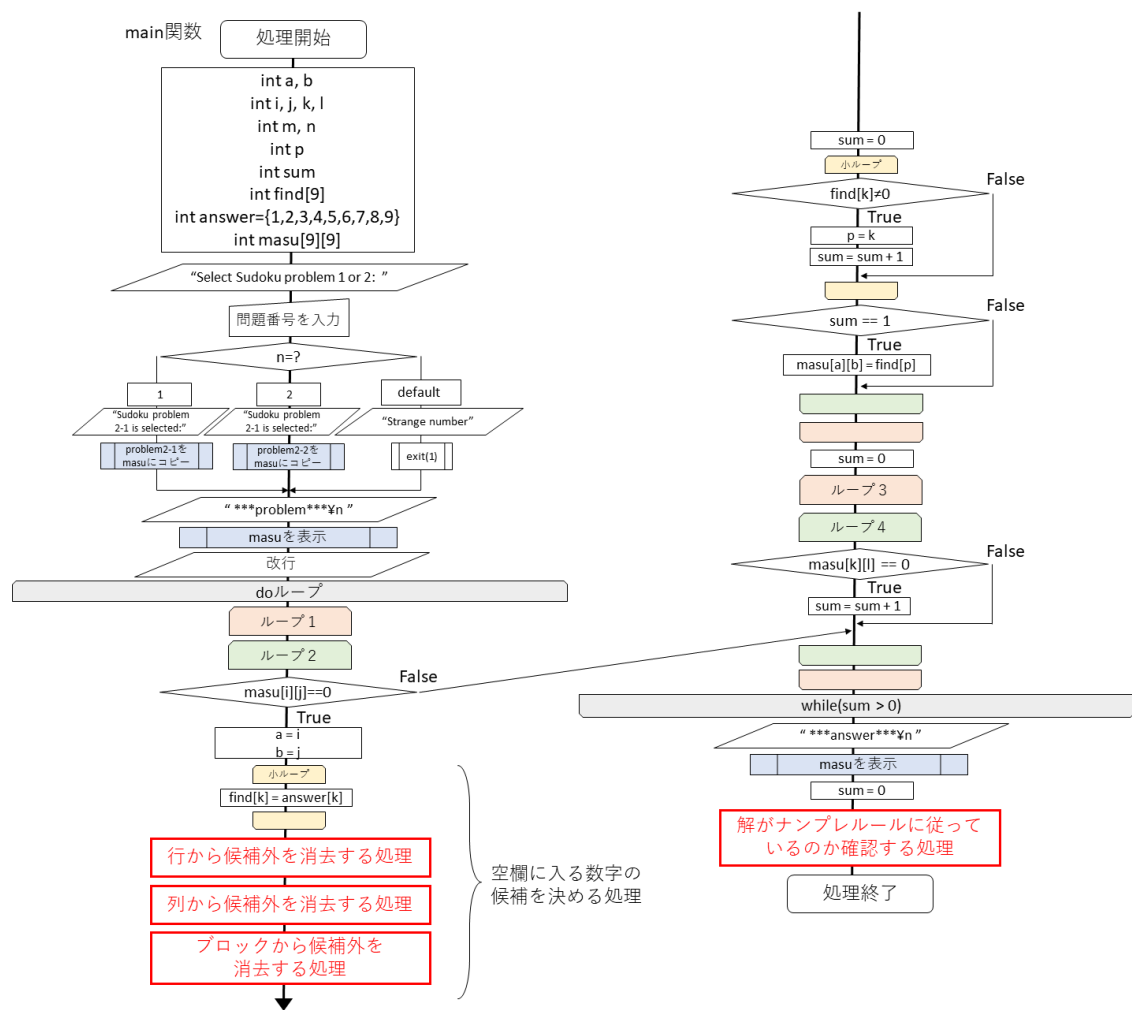 main関数
処理開始
int a, b
int i, j, k, l
int m, n
int p
int sum
int find[9]
int answer={1,2,3,4,5,6,7,8,9}
int masu[9][9]
“Select Sudoku problem 1 or 2: ”
問題番号を入力
n=?
1
2
default
“Sudoku problem
2-1 is selected:”
“Sudoku problem
2-1 is selected:”
“Strange number”
problem2-1を
masuにコピー
problem2-2を
masuにコピー
exit(1)
“ ***problem***¥n ”
masuを表示
改行
doループ
ループ1
ループ2
masu[i][j]==0
False
True
a = i
b = j
小ループ
find[k] = answer[k]
行から候補外を消去する処理
列から候補外を消去する処理
ブロックから候補外を
消去する処理
空欄に入る数字の
候補を決める処理
sum = 0
小ループ
find[k]≠0
False
True
p = k
sum = sum + 1
sum == 1
False
True
masu[a][b] = find[p]
sum = 0
ループ3
ループ4
masu[k][l] == 0
False
True
sum = sum + 1
while(sum > 0)
“ ***answer***¥n ”
masuを表示
sum = 0
解がナンプレルールに従って
いるのか確認する処理
処理終了